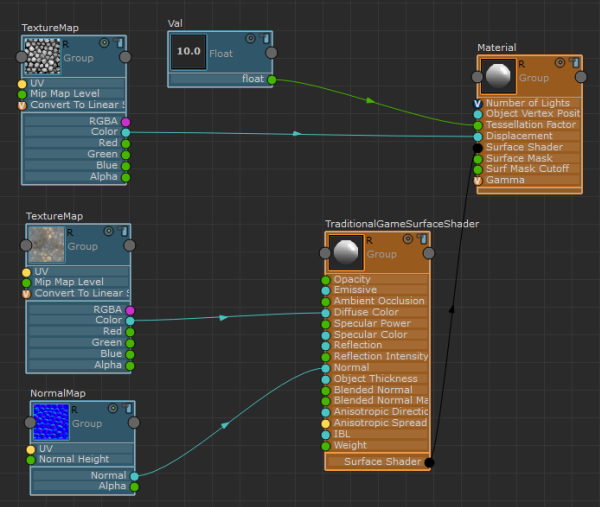 TextureMap
R
Group
UV
Mip Map Level
Convert To Linear S
RGBA
Color
Red
Green
Blue
Alpha
Val
10.0
Float
float
Material
R
Group
Number of Lights
Object Vertex Posit
Tessellation Factor
Displacement
Surface Shader
Surface Mask
Surf Mask Cutoff
Gamma
TextureMap
R
Group
UV
Mip Map Level
Convert To Linear S
RGBA
Color
Red
Green
Blue
Alpha
TraditionalGameSurfaceShader
R
Group
Opacity
Emissive
Ambient Occlusion
Diffuse Color
Specular Power
Specular Color
Reflection
Reflection Intensity
Normal
Object Thickness
Blended Normal
Blended Normal Ma
Anisotropic Directio
Anisotropic Spread
IBL
Weight
Surface Shader
NormalMap
R
Group
UV
Normal Height
Normal
Alpha